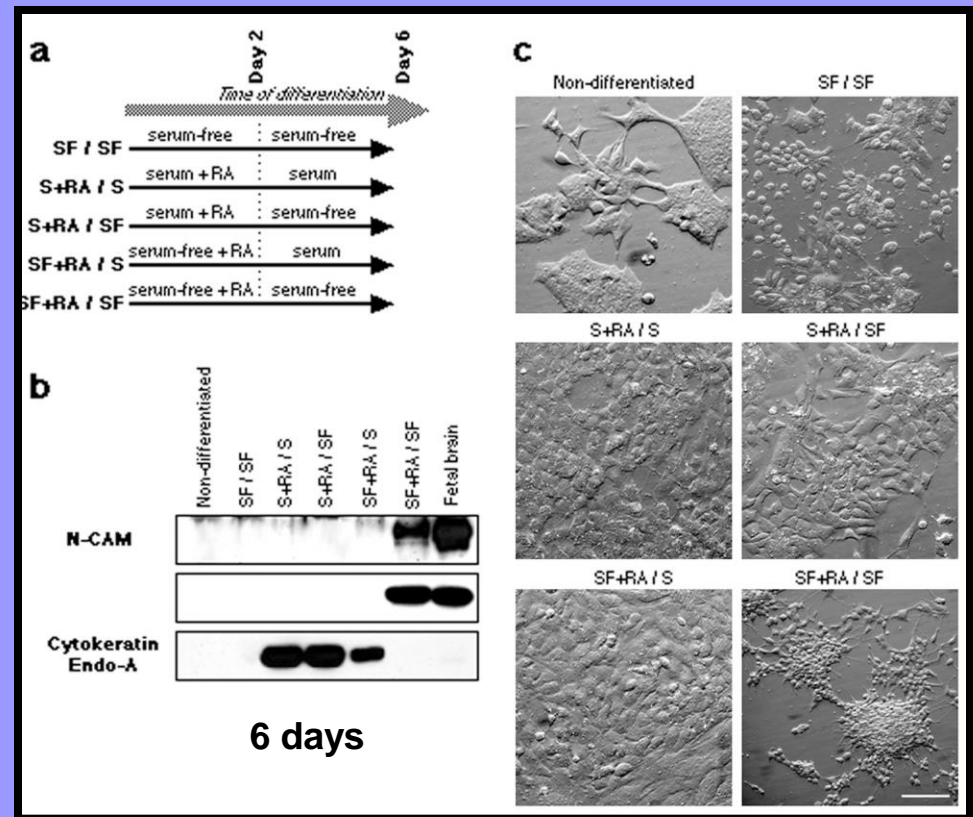 a
Day 2
Day 6
Time of differentiation
SF / SF serum-free serum-free
S+RA / S serum +RA serum
S+RA / SF serum +RA serum-free
SF+RA / S serum-free +RA serum
SF+RA / SF serum-free +RA serum-free
b
Non-differentiated
SF / SF
S+RA / S
S+RA / SF
SF+RA / S
SF+RA / SF
Fetal brain
N-CAM
Cytokeratin
Endo-A
6 days
c
Non-differentiated SF / SF
S+RA / S S+RA / SF
SF+RA / S SF+RA / SF